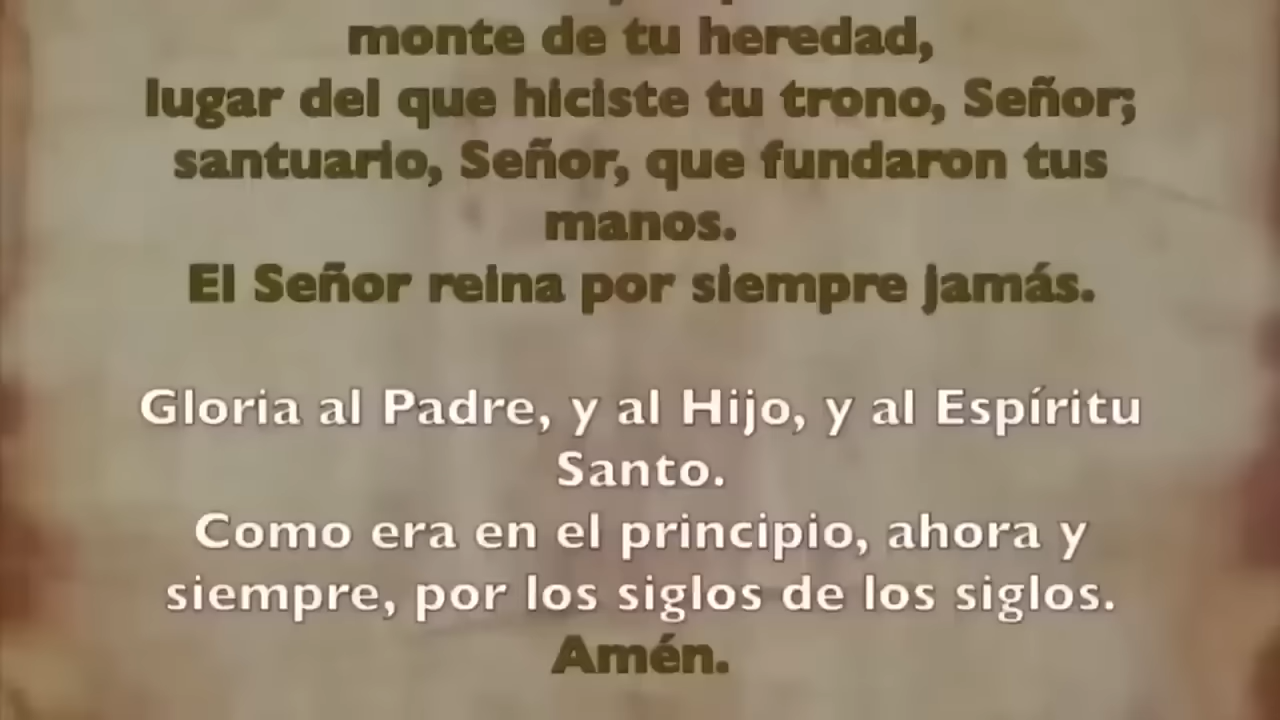 monte de tu heredad,
lugar del que hiciste tu trono, Señor;
santuario, Señor, que fundaron tus
manos.
El Señor reina por siempre jamás.
Gloria al Padre, y al Hijo, y al Espíritu
Santo.
Como era en el principio, ahora y
siempre, por los siglos de los siglos.
Amén.